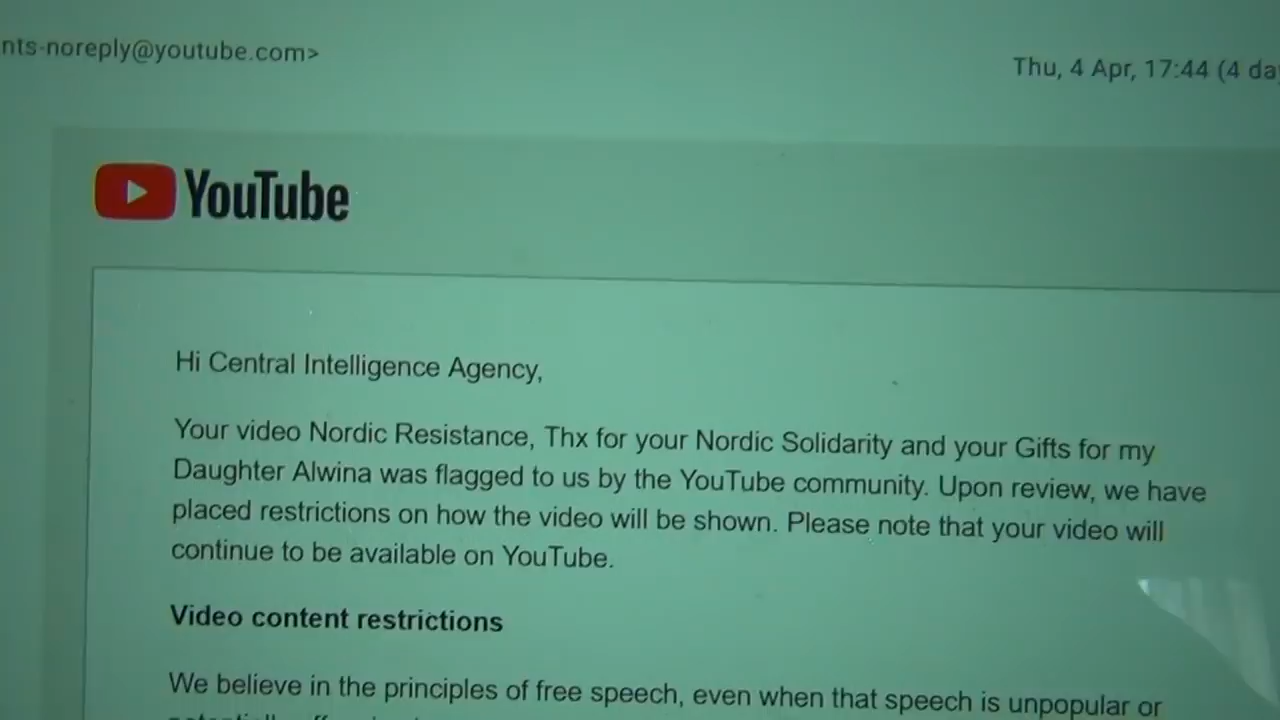 nts-noreply@youtube.com>
Thu, 4 Apr, 17:44 (4 da
YouTube
Hi Central Intelligence Agency,
Your video Nordic Resistance, Thx for your Nordic Solidarity and your Gifts for my
Daughter Alwina was flagged to us by the YouTube community. Upon review, we have
placed restrictions on how the video will be shown. Please note that your video will
continue to be available on YouTube.
Video content restrictions
We believe in the principles of free speech, even when that speech is unpopular or